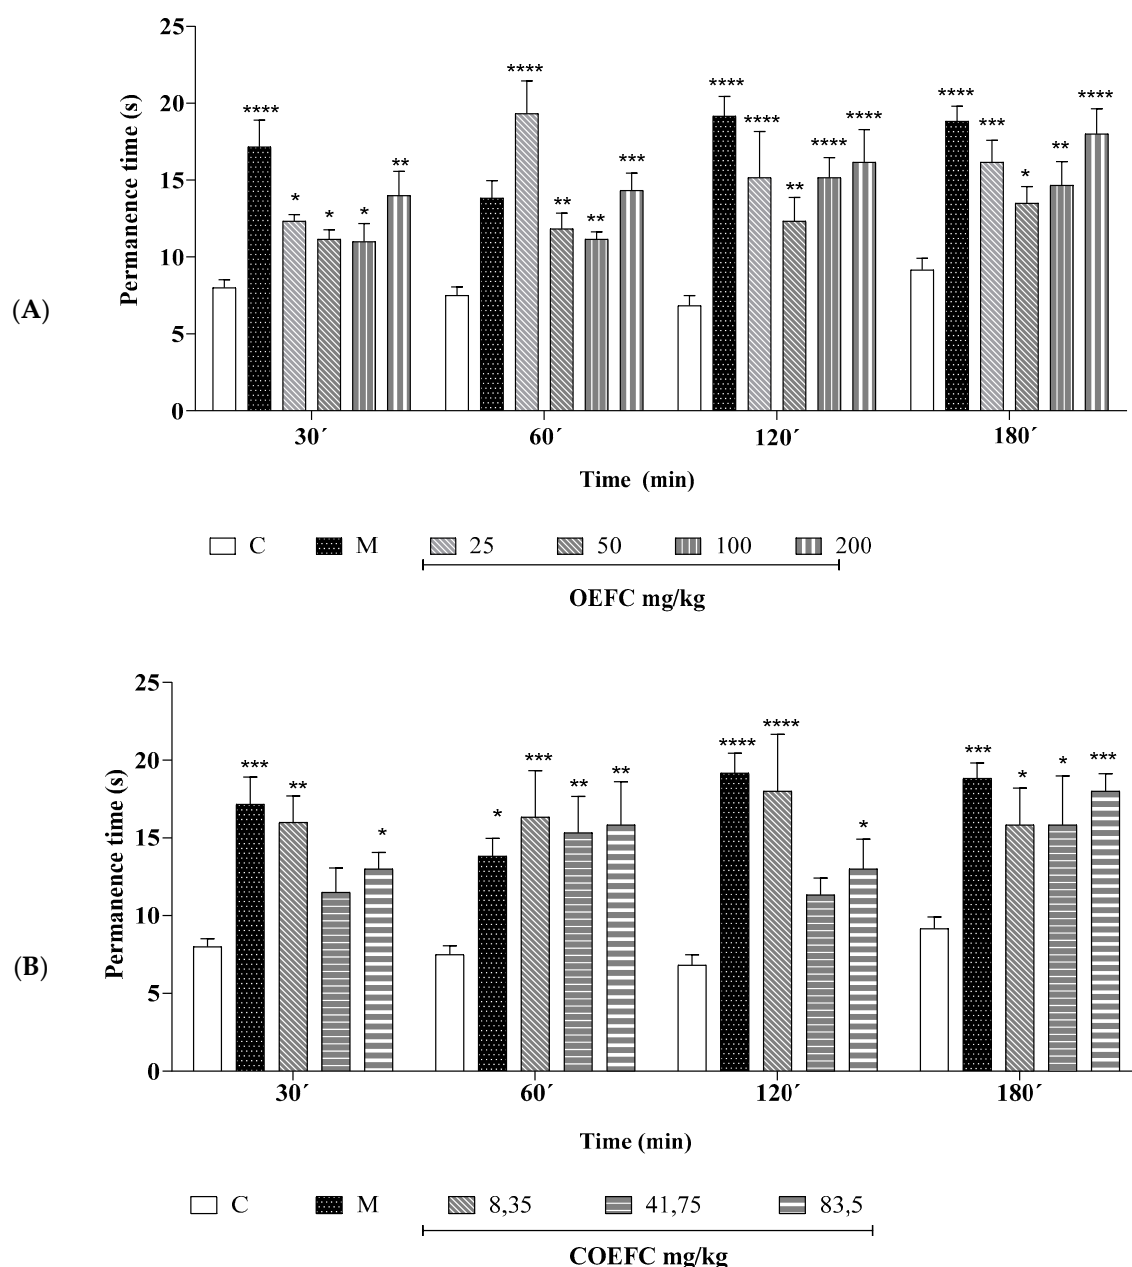 25
20
15
10
5
0
Permanence time (s)
(A)
**** * * * **
**** ** ** ***
**** **** ** **** ****
**** *** * ** ****
30´ 60´ 120´ 180´
Time (min)
C M 25 50 100 200
OEFC mg/kg
25
20
15
10
5
0
Permanence time (s)
(B)
*** ** *
* *** ** **
**** **** *
*** * * ***
30´ 60´ 120´ 180´
Time (min)
C M 8,35 41,75 83,5
COEFC mg/kg